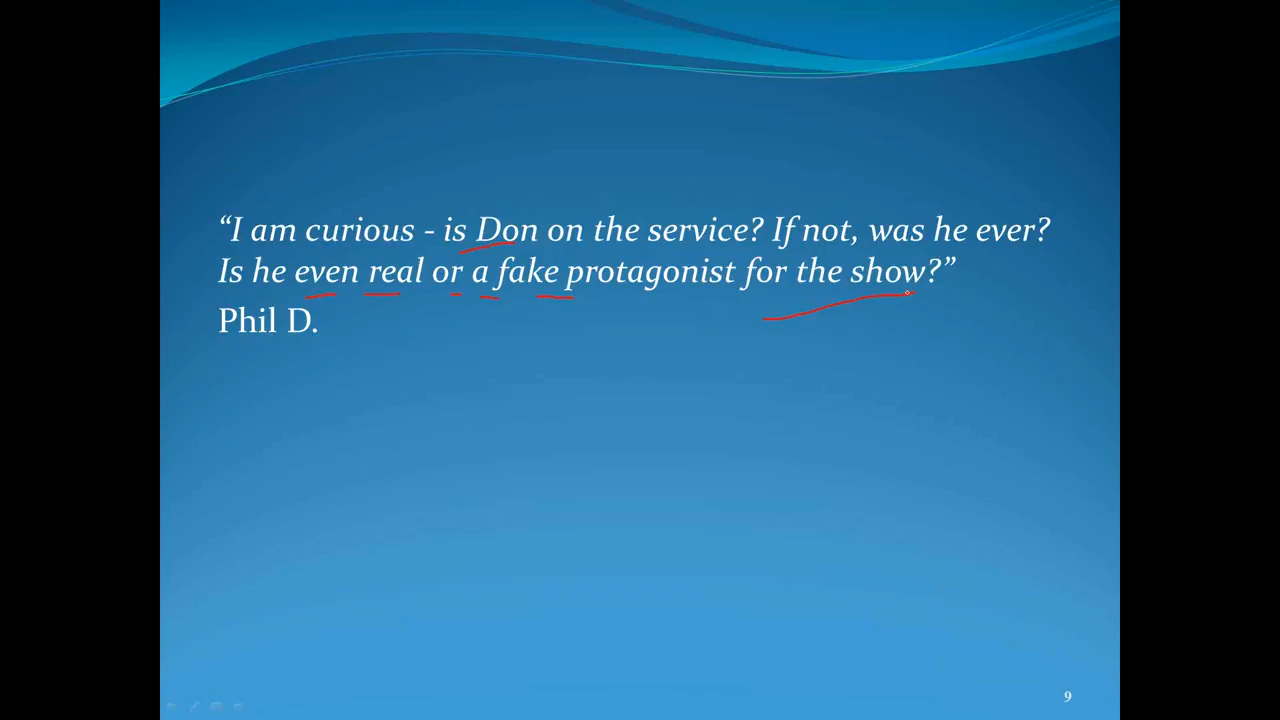 “I am curious - is Don on the service? If not, was he ever?
Is he even real or a fake protagonist for the show?”
Phil D.
9